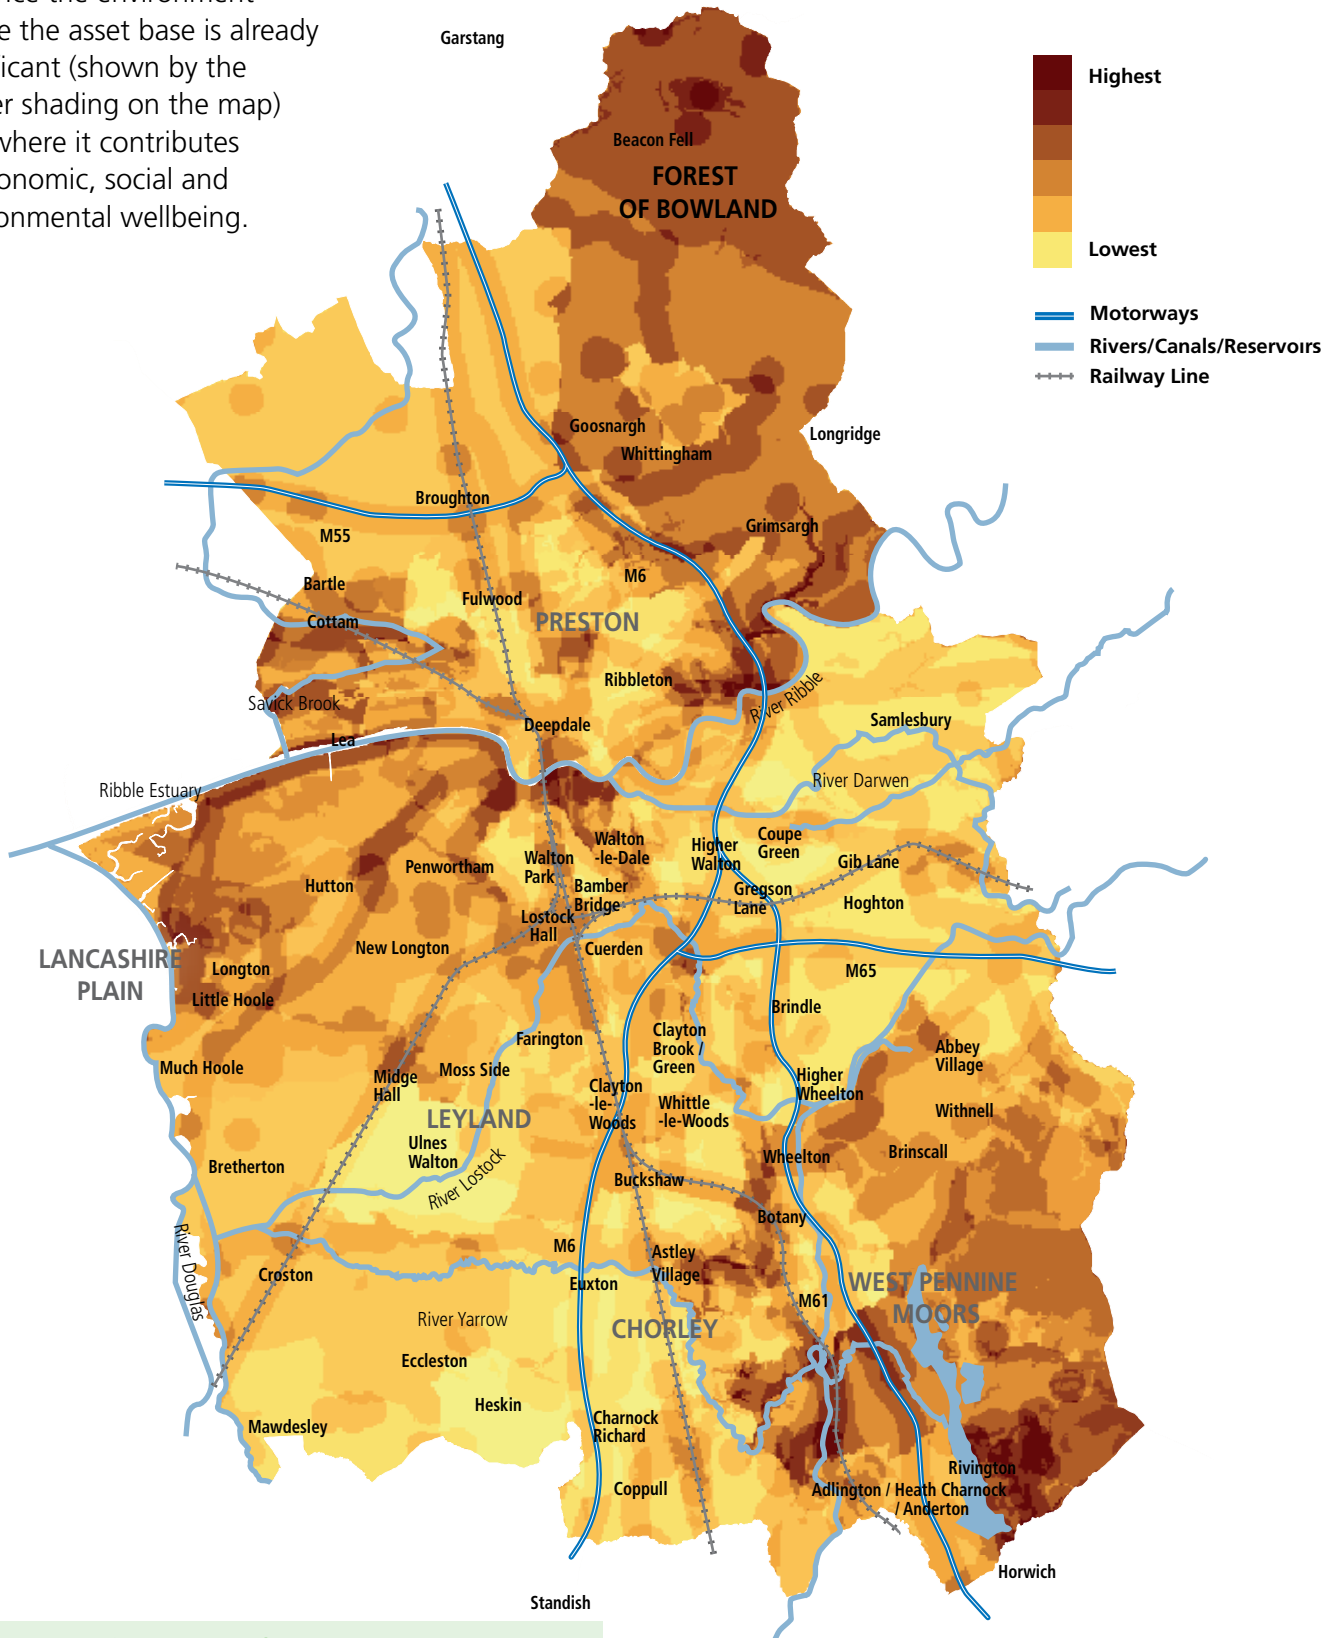 e the asset base is already
icant (shown by the
er shading on the map)
where it contributes
onomic, social and
onmental wellbeing.
Garstang
Highest
Lowest
Motorways
Rivers/Canals/Reservoirs
Railway Line
Beacon Fell
FOREST
OF BOWLAND
Goosnargh
Whittingham
Longridge
Broughton
Grimsargh
M55
M6
Bartle
Fulwood
Cottam
PRESTON
Ribbleton
Savick Brook
River Ribble
Samlesbury
Deepdale
Lea
River Darwen
Ribble Estuary
Walton
-le-Dale
Higher
Walton
Coupe
Green
Gib Lane
Walton
Park
Penwortham
Hutton
Bamber
Bridge
Gregson
Lane
Hoghton
Lostock
Hall
New Longton
Cuerden
LANCASHIRE
PLAIN
Longton
Little Hoole
M65
Brindle
Farington
Clayton
Brook /
Green
Abbey
Village
Much Hoole
Midge
Hall
Moss Side
Higher
Wheelton
Clayton
-le-
Woods
Whittle
-le-Woods
Withnell
LEYLAND
Ulnes
Walton
Brinscall
Wheelton
Bretherton
River Lostock
Buckshaw
Botany
River Douglas
M6
Astley
Village
Croston
Euxton
WEST PENNINE
MOORS
M61
River Yarrow
CHORLEY
Eccleston
Heskin
Mawdesley
Charnock
Richard
Rivington
Coppull
Adlington / Heath Charnock
/ Anderton
Horwich
Standish